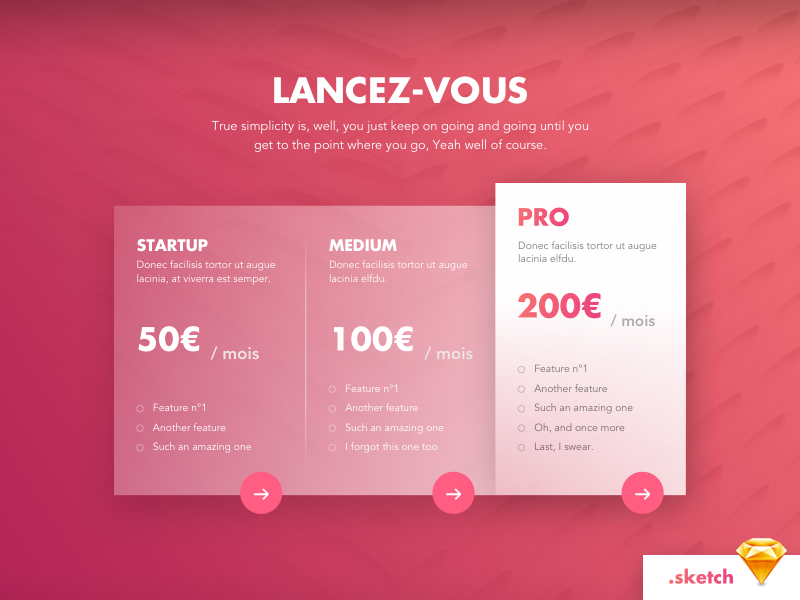 LANCEZ-VOUS
True simplicity is, well, you just keep on going and going until you
get to the point where you go, Yeah well of course.
STARTUP
Donec facilisis tortor ut augue
lacinia, at viverra est semper.
50€ / mois
Feature n°1
Another feature
Such an amazing one
MEDIUM
Donec facilisis tortor ut augue
lacinia elfdu.
100€ / mois
Feature n°1
Another feature
Such an amazing one
I forgot this one too
PRO
Donec facilisis tortor ut augue
lacinia elfdu.
200€ / mois
Feature n°1
Another feature
Such an amazing one
Oh, and once more
Last, I swear.
.sketch